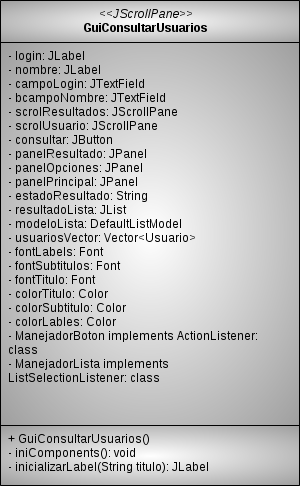 <<JScrollPane>>
GuiConsultarUsuarios
- login: JLabel
- nombre: JLabel
- campoLogin: JTextField
- bcampoNombre: JTextField
- scrolResultados: JScrollPane
- scrolUsuario: JScrollPane
- consultar: JButton
- panelResultado: JPanel
- panelOpciones: JPanel
- panelPrincipal: JPanel
- estadoResultado: String
- resultadoLista: JList
- modeloLista: DefaultListModel
- usuariosVector: Vector<Usuario>
- fontLabels: Font
- fontSubtitulos: Font
- fontTitulo: Font
- colorTitulo: Color
- colorSubtitulo: Color
- colorLables: Color
- ManejadorBoton implements ActionListener:
class
- ManejadorLista implements
ListSelectionListener: class
+ GuiConsultarUsuarios()
- iniComponents(): void
- inicializarLabel(String titulo): JLabel